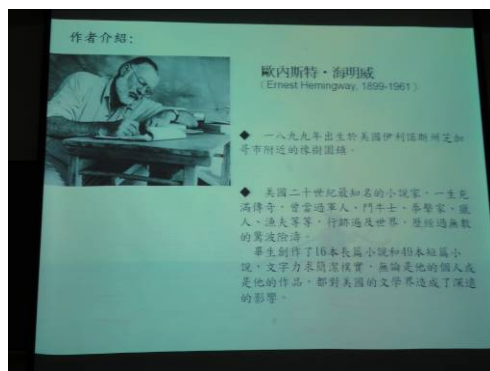 作者介紹:
歐內斯特·海明威
(Ernest Hemingway, 1899-1961)
◆ 一八九九年出生於美國伊利諾斯州芝加
哥市附近的橡樹園鎮。
◆ 美國二十世紀最知名的小說家,一生充
滿傳奇,曾當過軍人、鬥牛士、拳擊家、獵
人、漁夫等等,行跡遍及世界,歷經過無數
的驚波險濤。
畢生創作了16本長篇小說和49本短篇小
說,文字力求簡潔樸實,無論是他的個人或
是他的作品,都對美國的文學界造成了深遠
的影響。